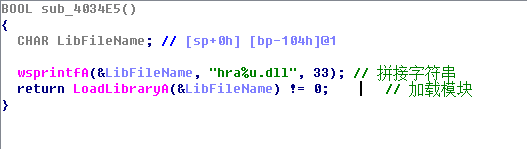 BOOL sub_4034E5()
{
CHAR LibFileName; // [sp+0h] [bp-104h]@1
wsprintfA(&LibFileName, "hra%u.dll", 33); // 拼接字符串
return LoadLibraryA(&LibFileName) != 0; // 加载模块
}